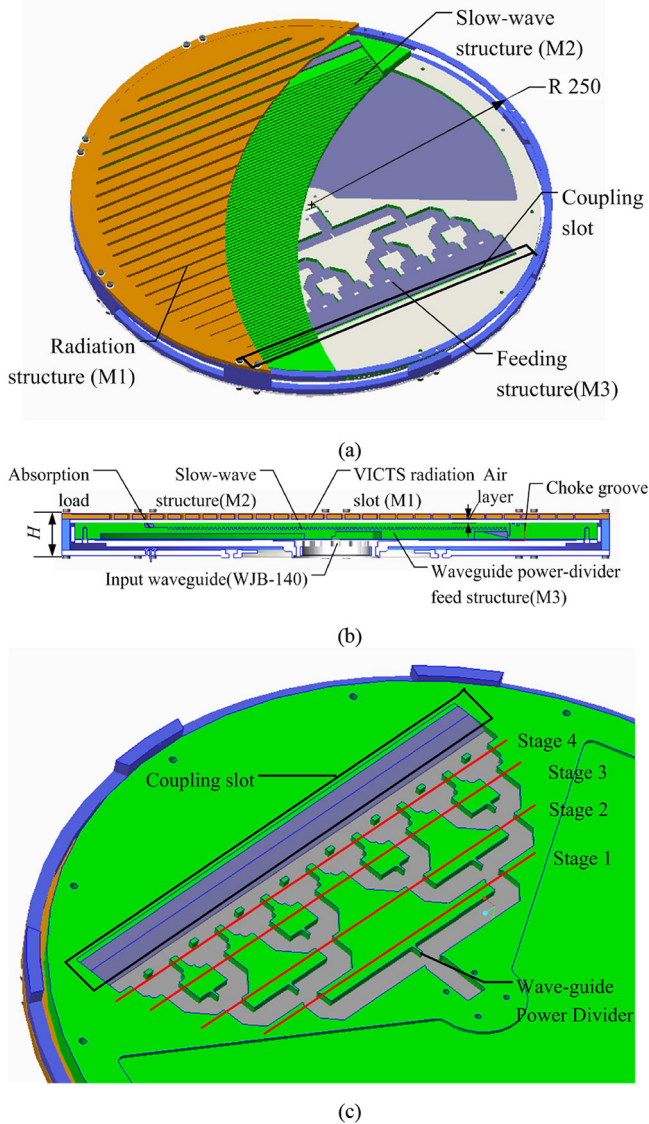 Slow-wave
structure (M2)
R 250
Coupling
slot
Radiation
structure (M1)
Feeding
structure(M3)
(a)
Absorption
load
Slow-wave
structure(M2)
VICTS radiation
slot (M1)
Air
layer
Choke groove
H
Input waveguide(WJB-140)
Waveguide power-divider
feed structure(M3)
(b)
Coupling slot
Stage 4
Stage 3
Stage 2
Stage 1
Wave-guide
Power Divider
(c)